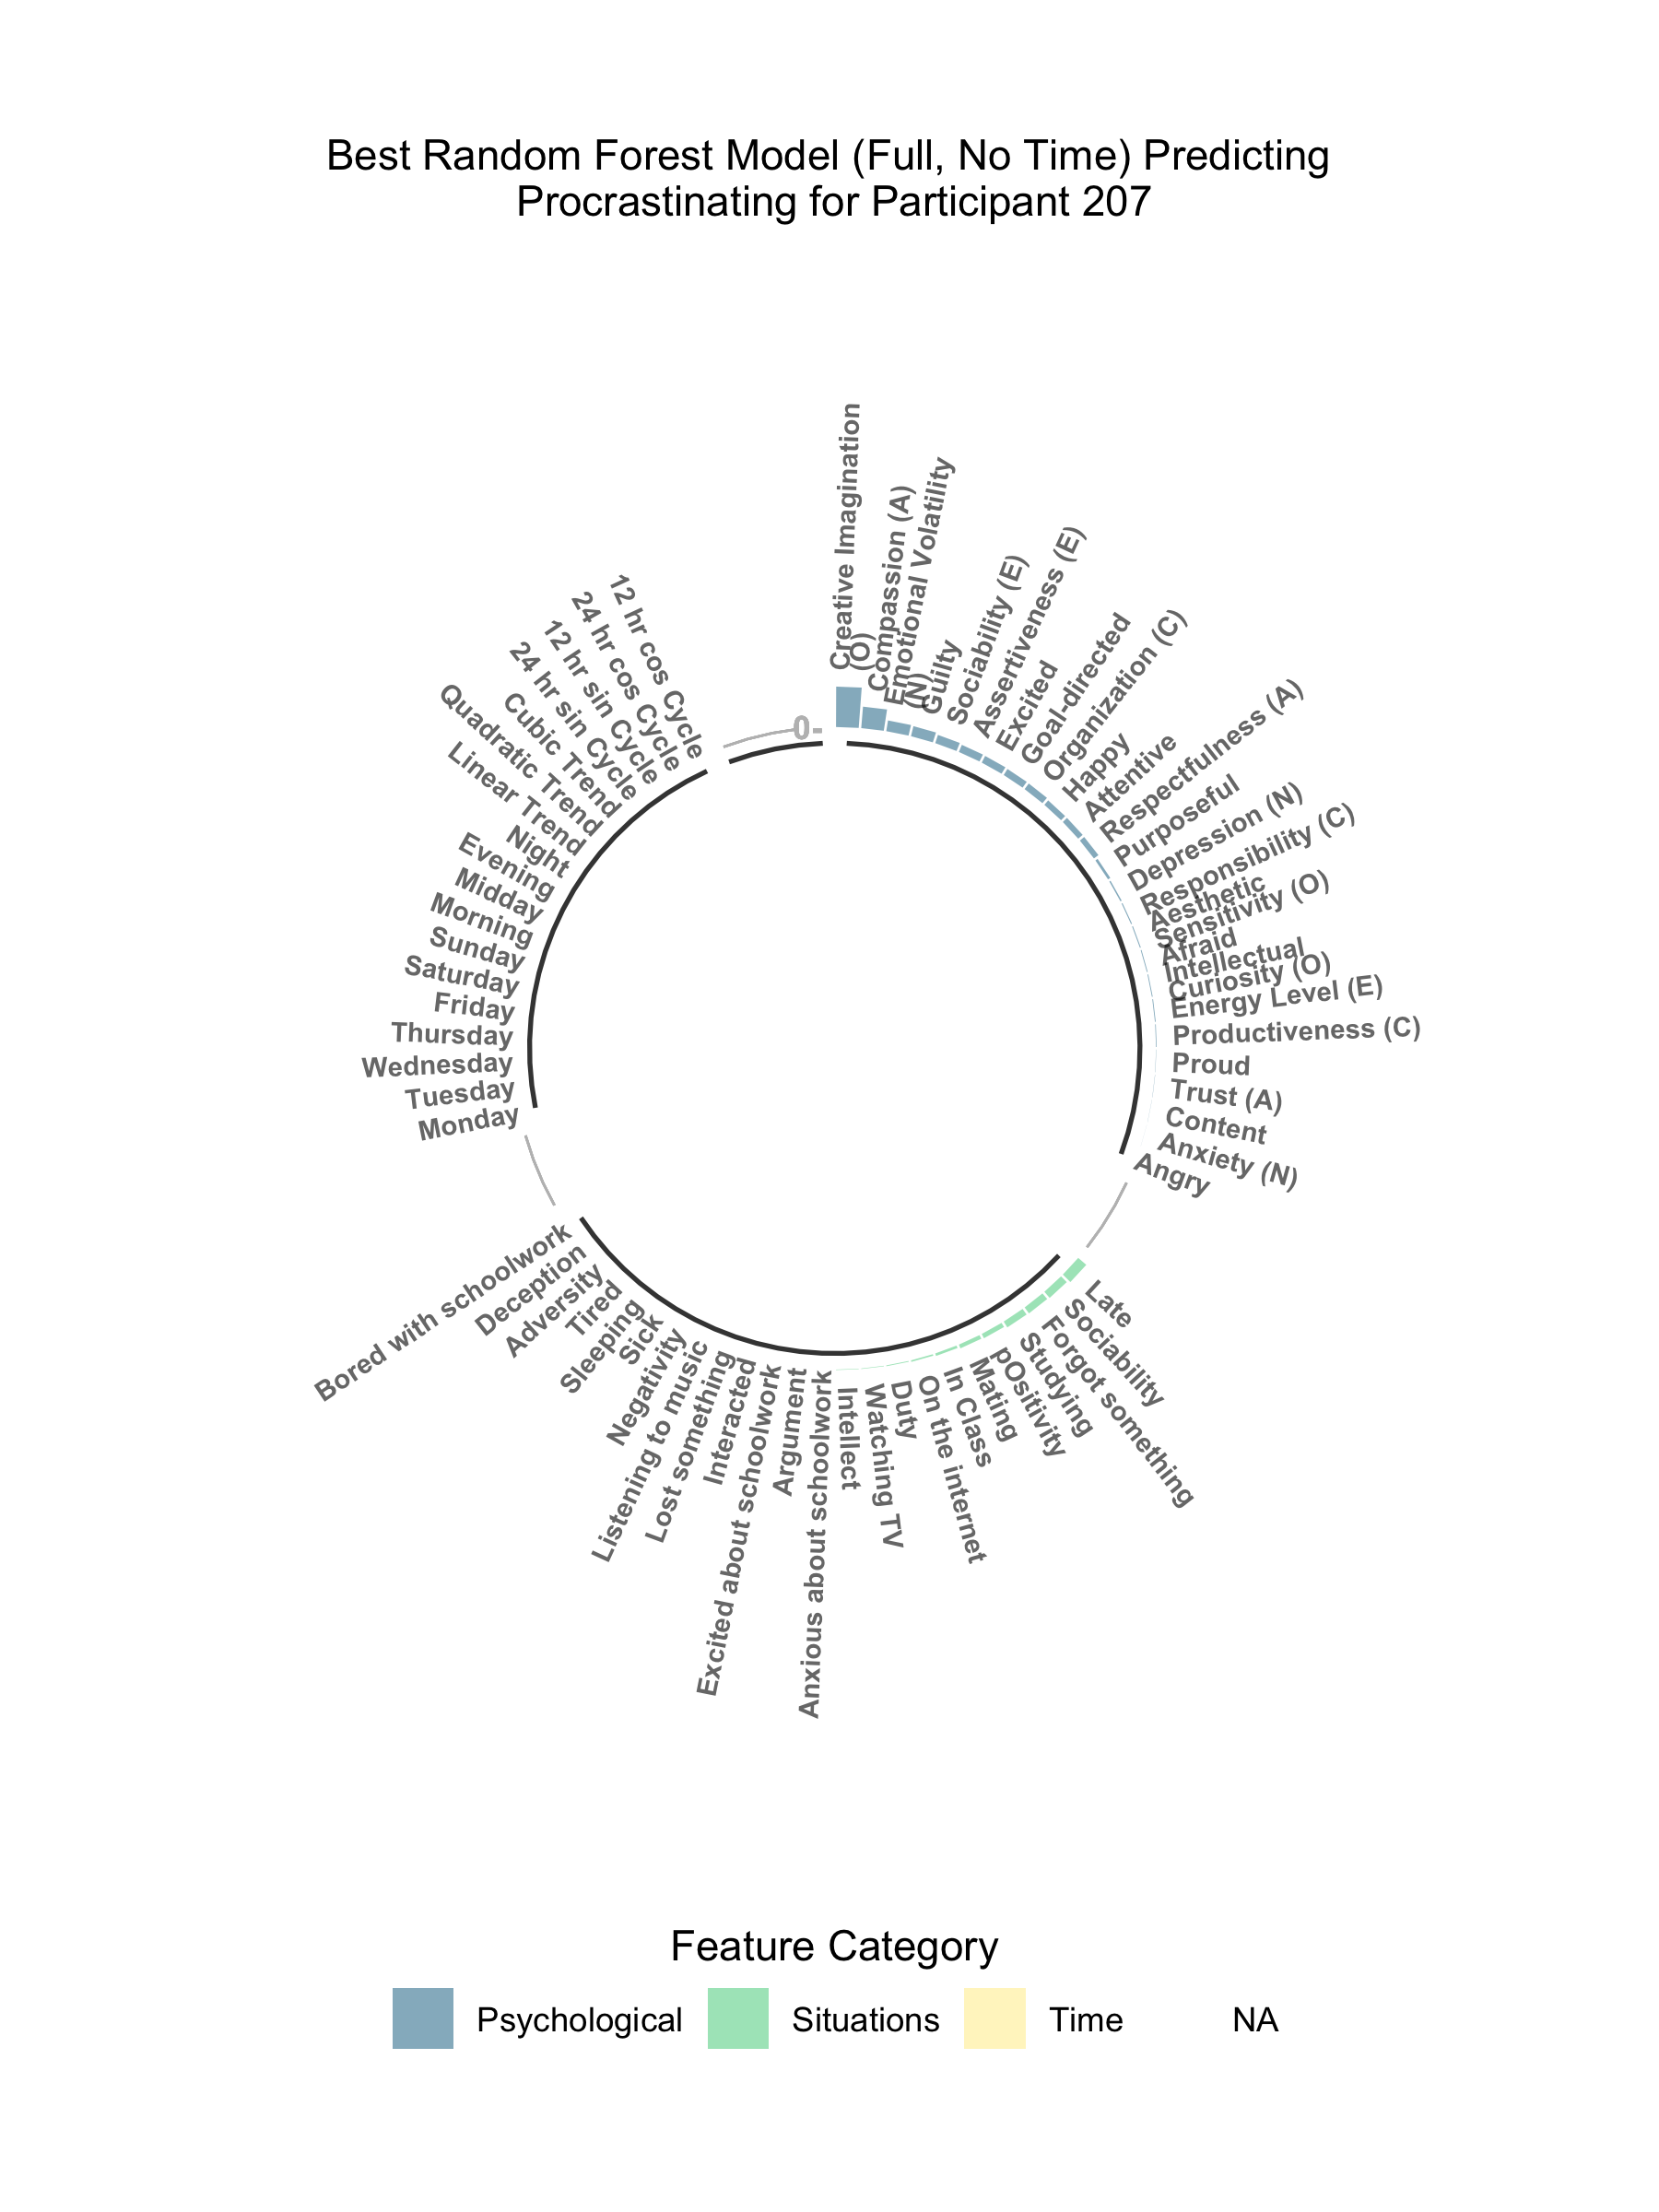 Best Random Forest Model (Full, No Time) Predicting
Procrastinating for Participant 207
0-
Creative Imagination
(O)
Compassion (A)
Emotional Volatility
(N)
Guilty
Sociability (E)
Assertiveness (E)
Excited
Goal-directed
Organization (C)
Happy
Attentive
Respectfulness (A)
Purposeful
Depression (N)
Responsibility (C)
Aesthetic
Sensitivity (O)
Afraid
Intellectual
Curiosity (O)
Energy Level (E)
Productiveness (C)
Proud
Trust (A)
Content
Anxiety (N)
Angry
Late
Sociability
Forgot something
Studying
pOsitivity
Mating
In Class
On the internet
Duty
Watching TV
Intellect
Anxious about schoolwork
Argument
Excited about schoolwork
Interacted
Lost something
Listening to music
Negativity
Sick
Sleeping
Tired
Adversity
Deception
Bored with schoolwork
Monday
Tuesday
Wednesday
Thursday
Friday
Saturday
Sunday
Morning
Midday
Evening
Night
Linear Trend
Quadratic Trend
Cubic Trend
24 hr sin Cycle
12 hr sin Cycle
24 hr cos Cycle
12 hr cos Cycle
Feature Category
Psychological
Situations
Time
NA